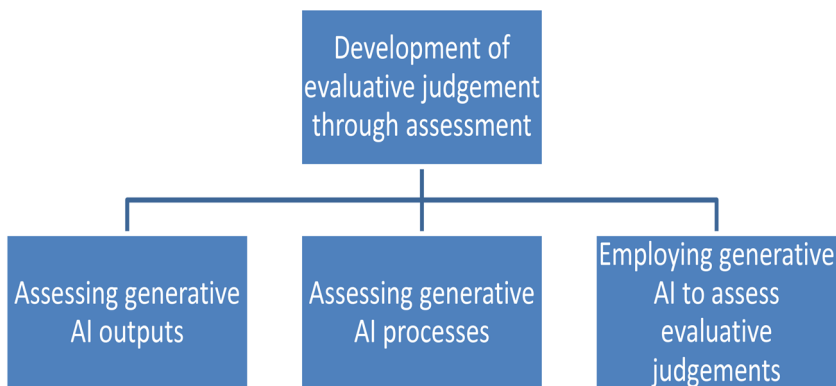 Development of
evaluative judgement
through assessment
Assessing generative
AI outputs
Assessing generative
AI processes
Employing generative
AI to assess
evaluative
judgements